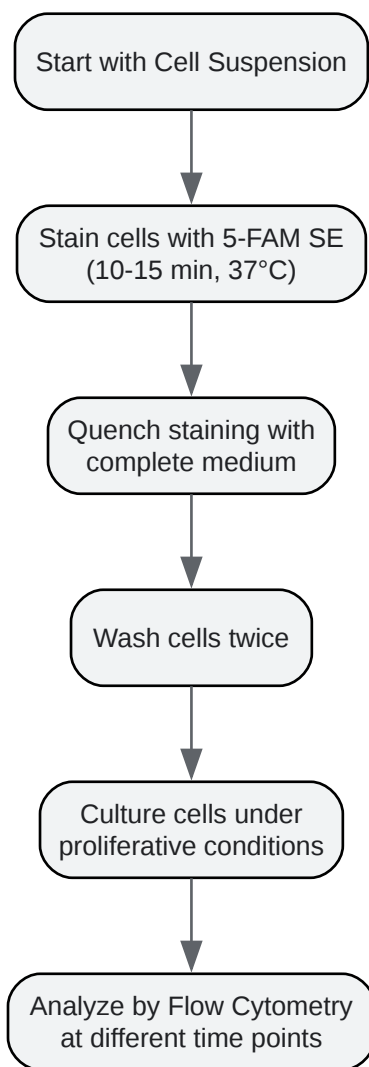 Start with Cell Suspension
Stain cells with 5-FAM SE
(10-15 min, 37°C)
Quench staining with
complete medium
Wash cells twice
Culture cells under
proliferative conditions
Analyze by Flow Cytometry
at different time points